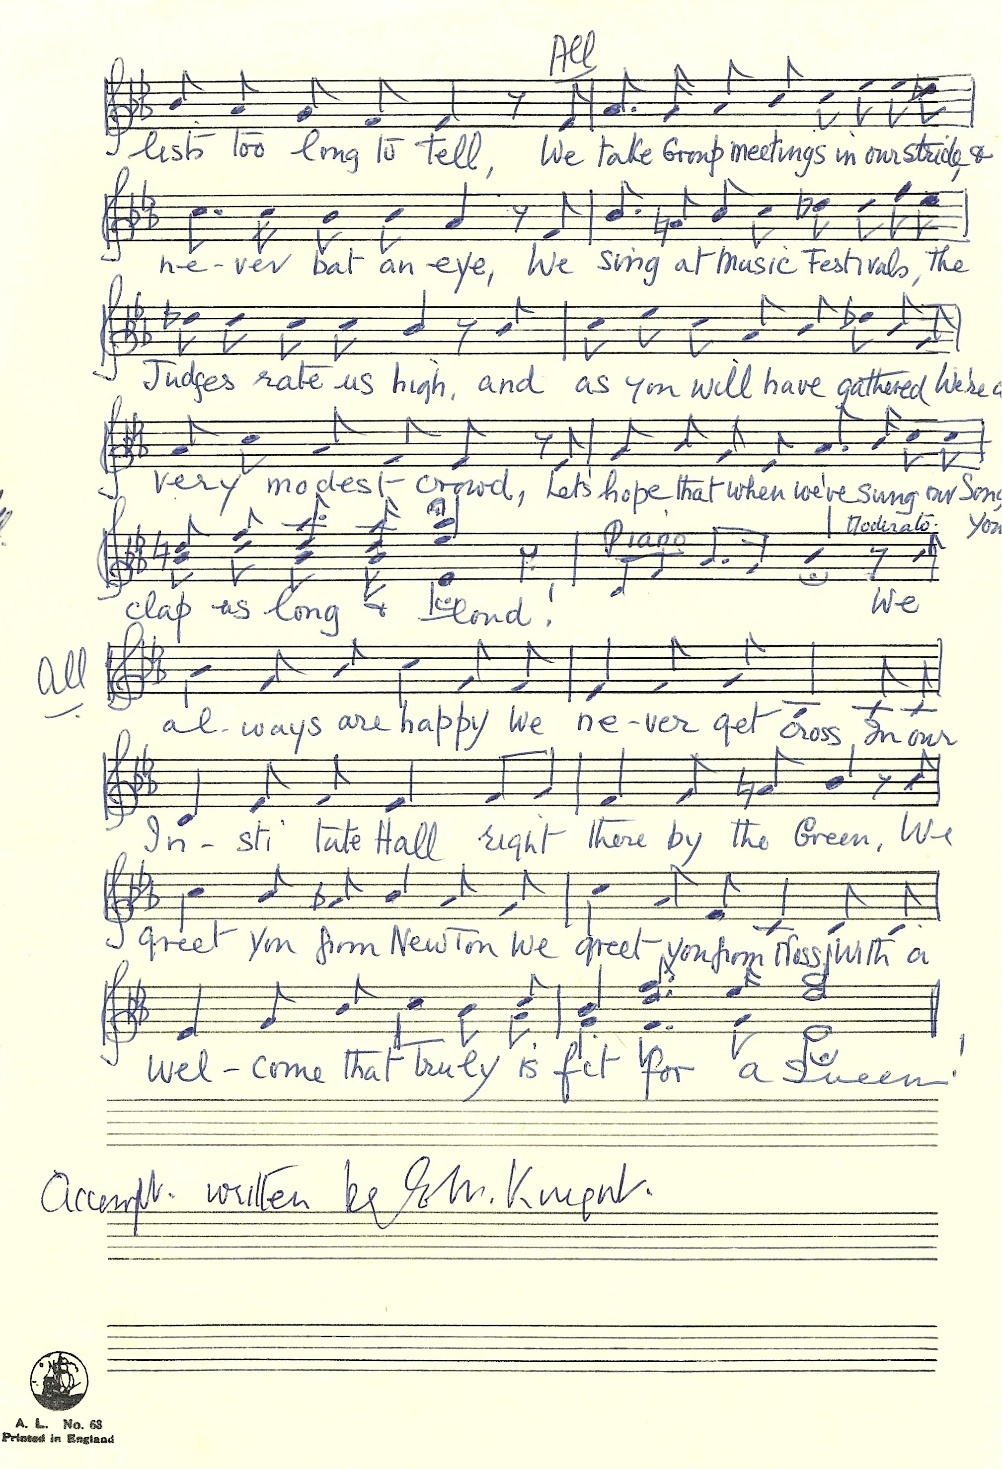 All
lists too long to tell, We take Group meetings in our stride, &
ne-ver bat an eye, We sing at Music Festivals, the
Judges rate us high, and as you will have gathered We're a
very modest crowd, Let's hope that when we've sung our Song
You
Piano Moderato.
clap as long & Loud! We
All
al-ways are happy We ne-ver get Cross, In our
In-sti tute Hall right there by the Green, We
greet you from Newton We greet you from With a
Wel-come that truly is fit for a Queen!
Accompt. written by
A. L. No. 68
Printed in England